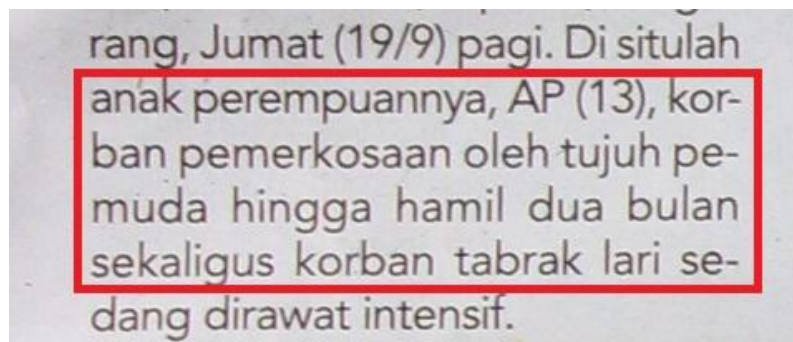 rang, Jumat (19/9) pagi. Di situlah
anak perempuannya, AP (13), kor-
ban pemerkosaan oleh tujuh pe-
muda hingga hamil dua bulan
sekaligus korban tabrak lari se-
dang dirawat intensif.